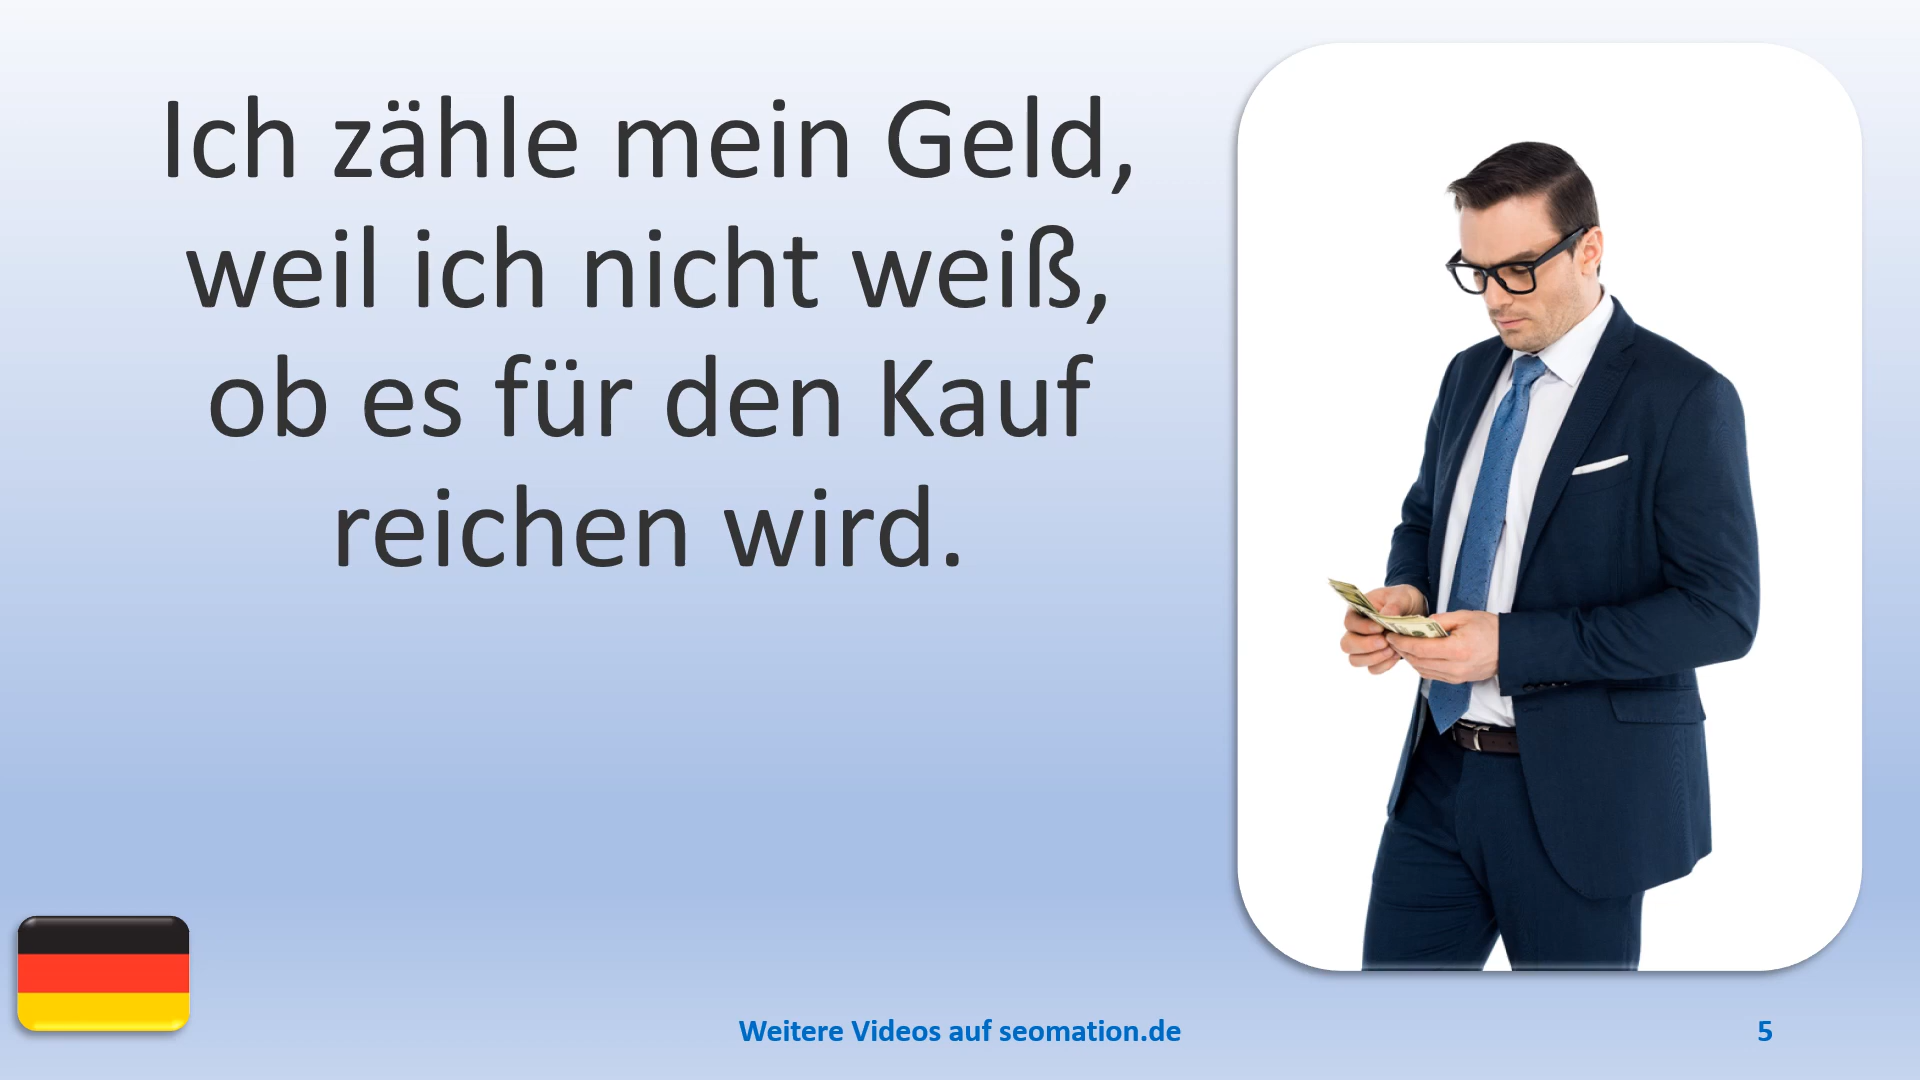 Ich zähle mein Geld,
weil ich nicht weiß,
ob es für den Kauf
reichen wird.
Weitere Videos auf seomation.de
5